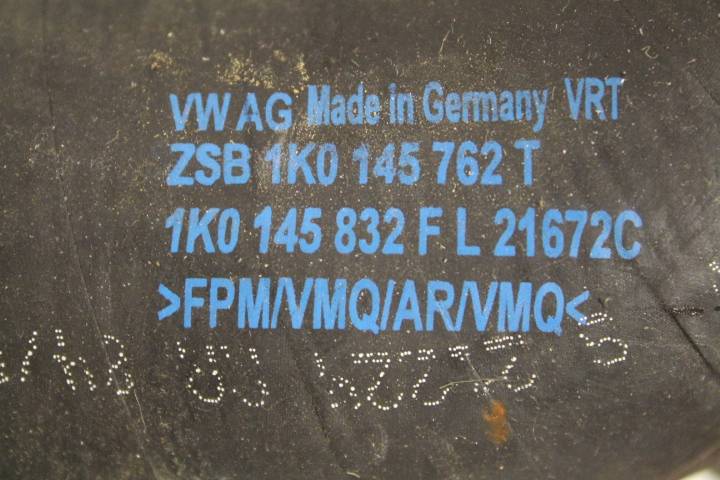 VW AG Made in Germany VRT
ZSB 1K0 145 762 T
1K0 145 832 F L 21672C
>FPM/VMQ/AR/VMQ<